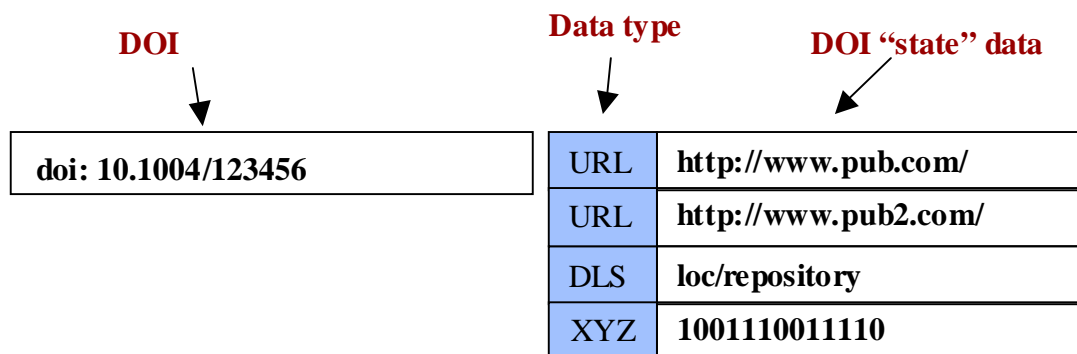 DOI
Data type
DOI “state” data
doi: 10.1004/123456
URL http://www.pub.com/
URL http://www.pub2.com/
DLS loc/repository
XYZ 1001110011110